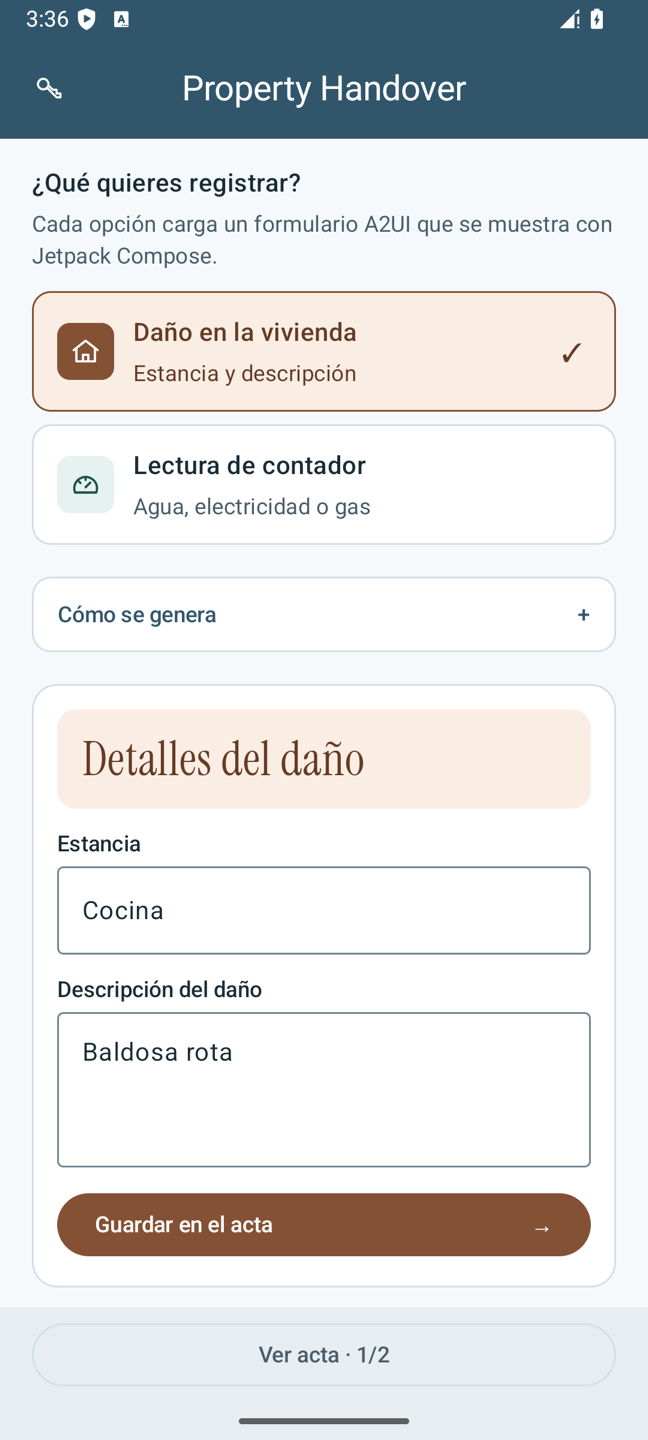 3:36
Property Handover
¿Qué quieres registrar?
Cada opción carga un formulario A2UI que se muestra con
Jetpack Compose.
Daño en la vivienda
Estancia y descripción
✓
Lectura de contador
Agua, electricidad o gas
Cómo se genera +
Detalles del daño
Estancia
Cocina
Descripción del daño
Baldosa rota
Guardar en el acta →
Ver acta · 1/2